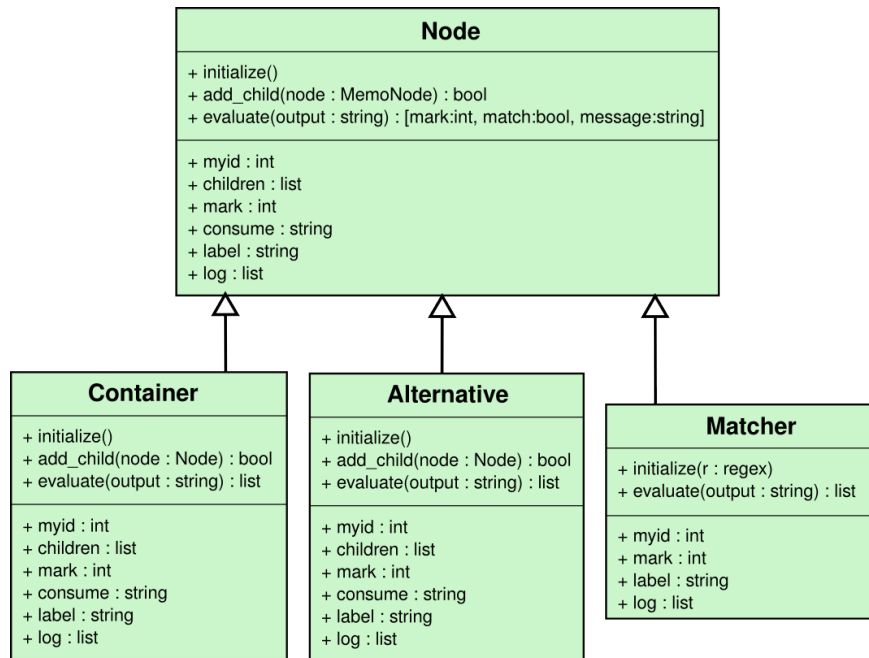 Node
+ initialize()
+ add_child(node : MemoNode) : bool
+ evaluate(output : string) : [mark:int, match:bool, message:string]
+ myid : int
+ children : list
+ mark : int
+ consume : string
+ label : string
+ log : list
Container
+ initialize()
+ add_child(node : Node) : bool
+ evaluate(output : string) : list
+ myid : int
+ children : list
+ mark : int
+ consume : string
+ label : string
+ log : list
Alternative
+ initialize()
+ add_child(node : Node) : bool
+ evaluate(output : string) : list
+ myid : int
+ children : list
+ mark : int
+ consume : string
+ label : string
+ log : list
Matcher
+ initialize(r : regex)
+ evaluate(output : string) : list
+ myid : int
+ mark : int
+ label : string
+ log : list